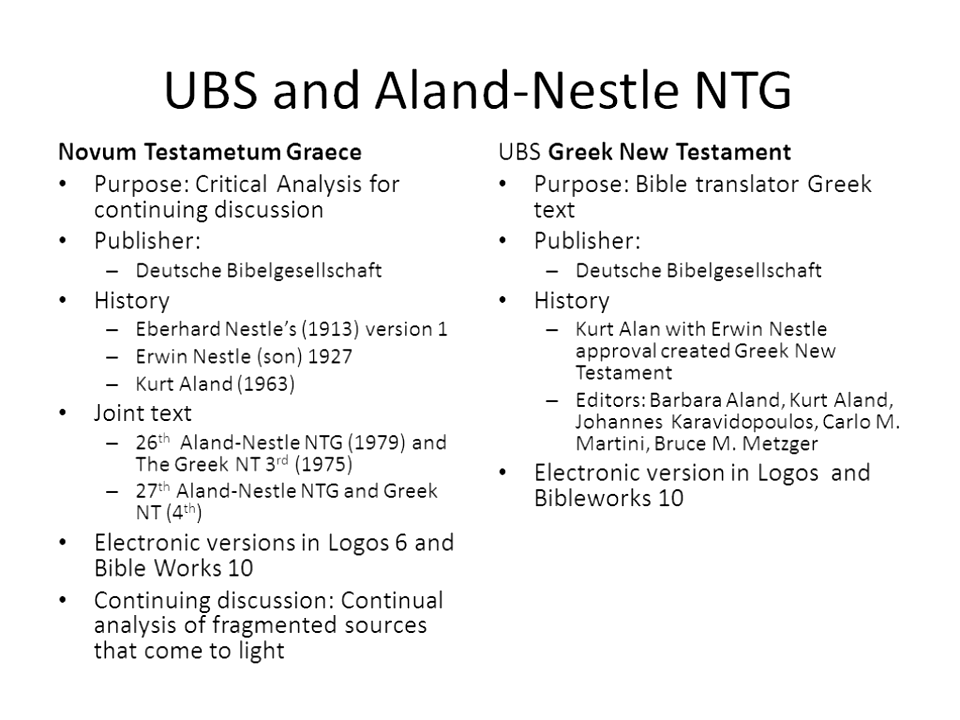 UBS and Aland-Nestle NTG
Novum Testametum Graece
• Purpose: Critical Analysis for
continuing discussion
• Publisher:
– Deutsche Bibelgesellschaft
• History
– Eberhard Nestle’s (1913) version 1
– Erwin Nestle (son) 1927
– Kurt Aland (1963)
• Joint text
– 26th Aland-Nestle NTG (1979) and
The Greek NT 3rd (1975)
– 27th Aland-Nestle NTG and Greek
NT (4th)
• Electronic versions in Logos 6 and
Bible Works 10
• Continuing discussion: Continual
analysis of fragmented sources
that come to light
UBS Greek New Testament
• Purpose: Bible translator Greek
text
• Publisher:
– Deutsche Bibelgesellschaft
• History
– Kurt Alan with Erwin Nestle
approval created Greek New
Testament
– Editors: Barbara Aland, Kurt Aland,
Johannes Karavidopoulos, Carlo M.
Martini, Bruce M. Metzger
• Electronic version in Logos and
Bibleworks 10